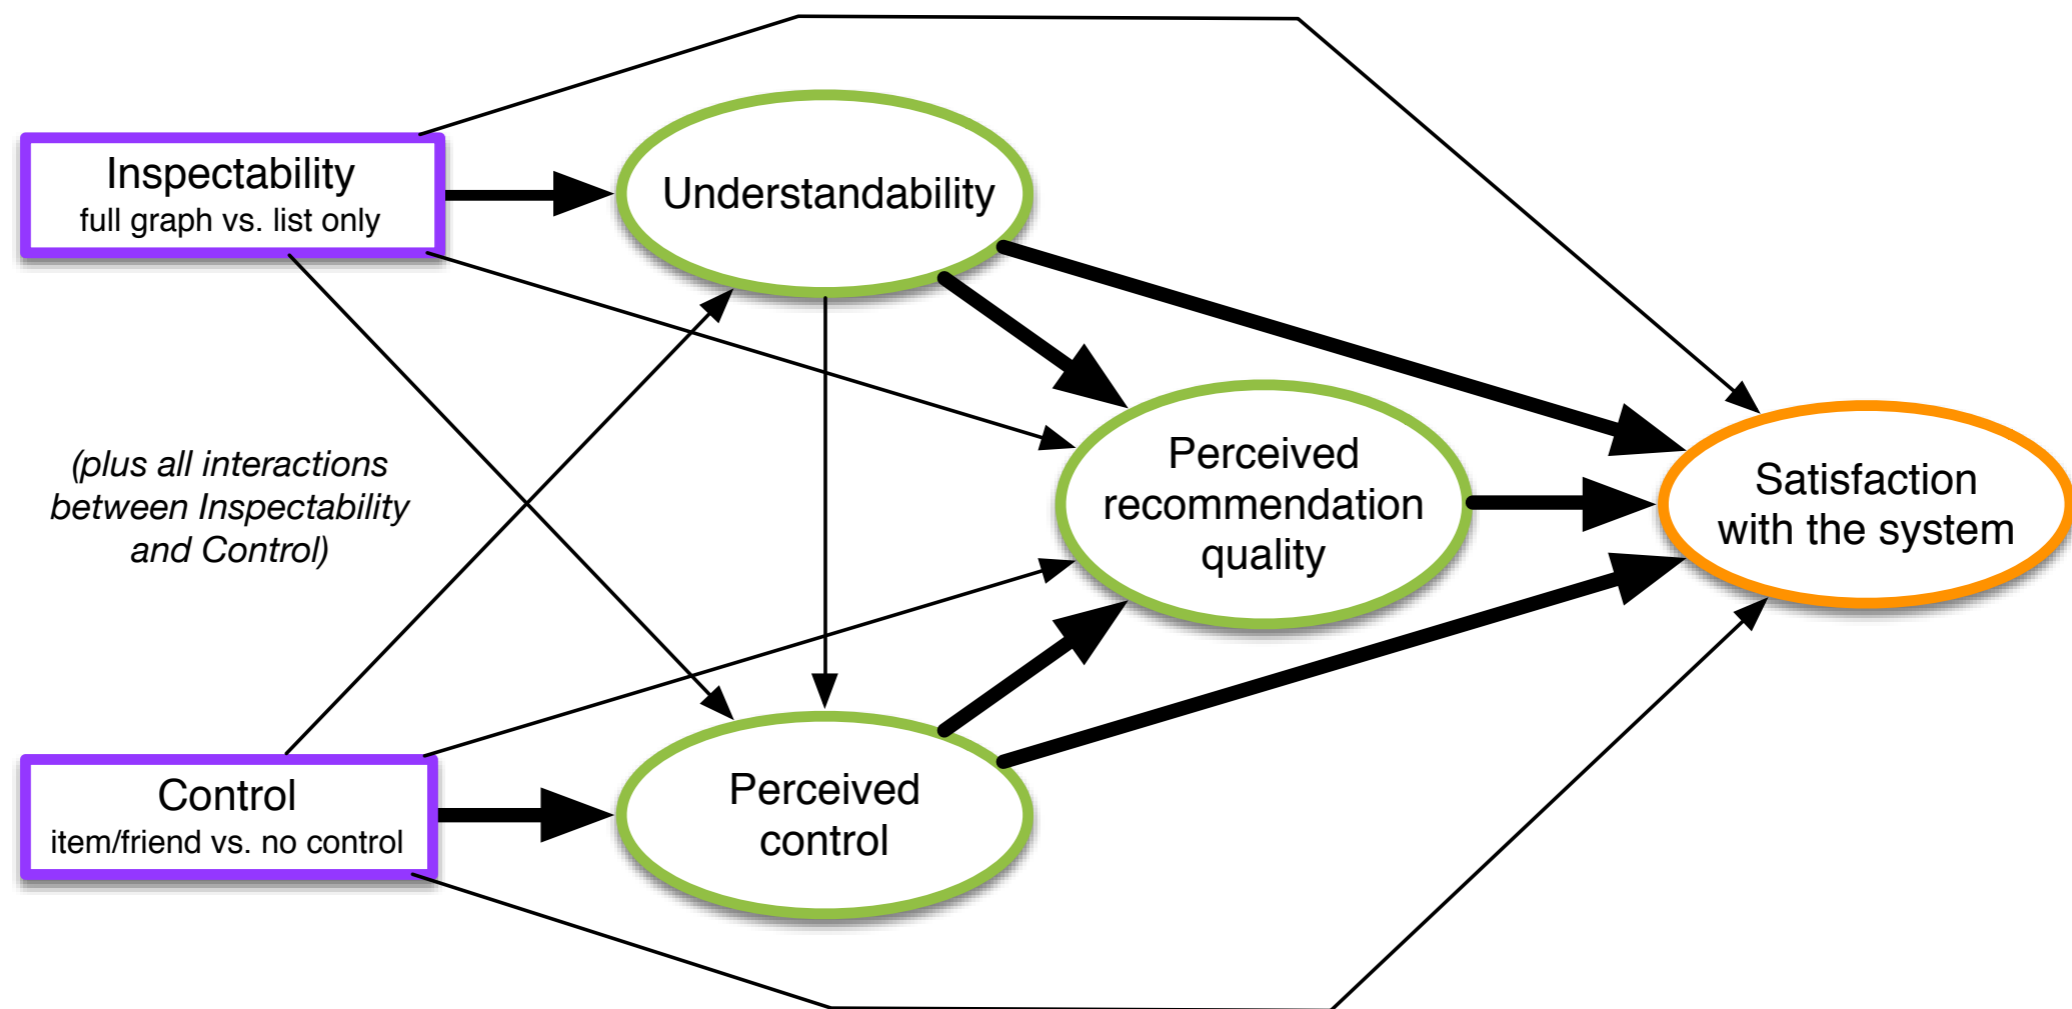 Inspectability
full graph vs. list only
Understandability
(plus all interactions
between Inspectability
and Control)
Perceived
recommendation
quality
Satisfaction
with the system
Control
item/friend vs. no control
Perceived
control